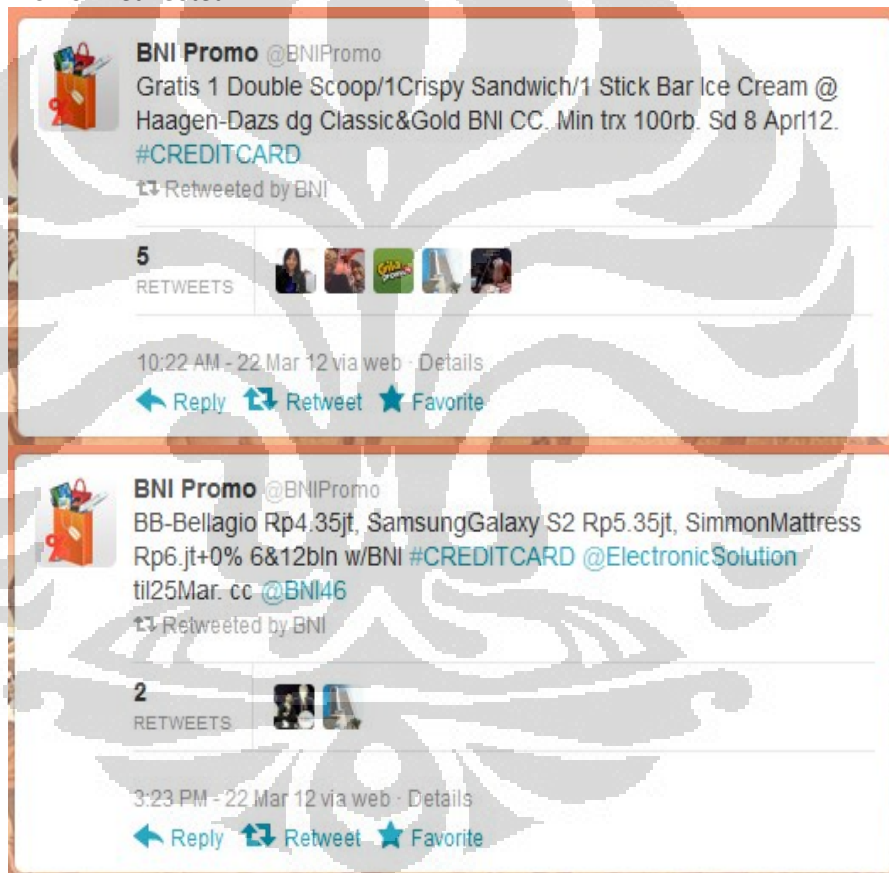 BNI Promo @BNIPromo
Gratis 1 Double Scoop/1Crispy Sandwich/1 Stick Bar Ice Cream @
Haagen-Dazs dg Classic&Gold BNI CC. Min trx 100rb. Sd 8 Aprl12.
#CREDITCARD
Retweeted by BNI
5
RETWEETS
10:22 AM - 22 Mar 12 via web · Details
Reply Retweet Favorite
BNI Promo @BNIPromo
BB-Bellagio Rp4.35jt, SamsungGalaxy S2 Rp5.35jt, SimmonMattress
Rp6.jt+0% 6&12bln w/BNI #CREDITCARD @ElectronicSolution
til25Mar. cc @BNI46
Retweeted by BNI
2
RETWEETS
3:23 PM - 22 Mar 12 via web · Details
Reply Retweet Favorite